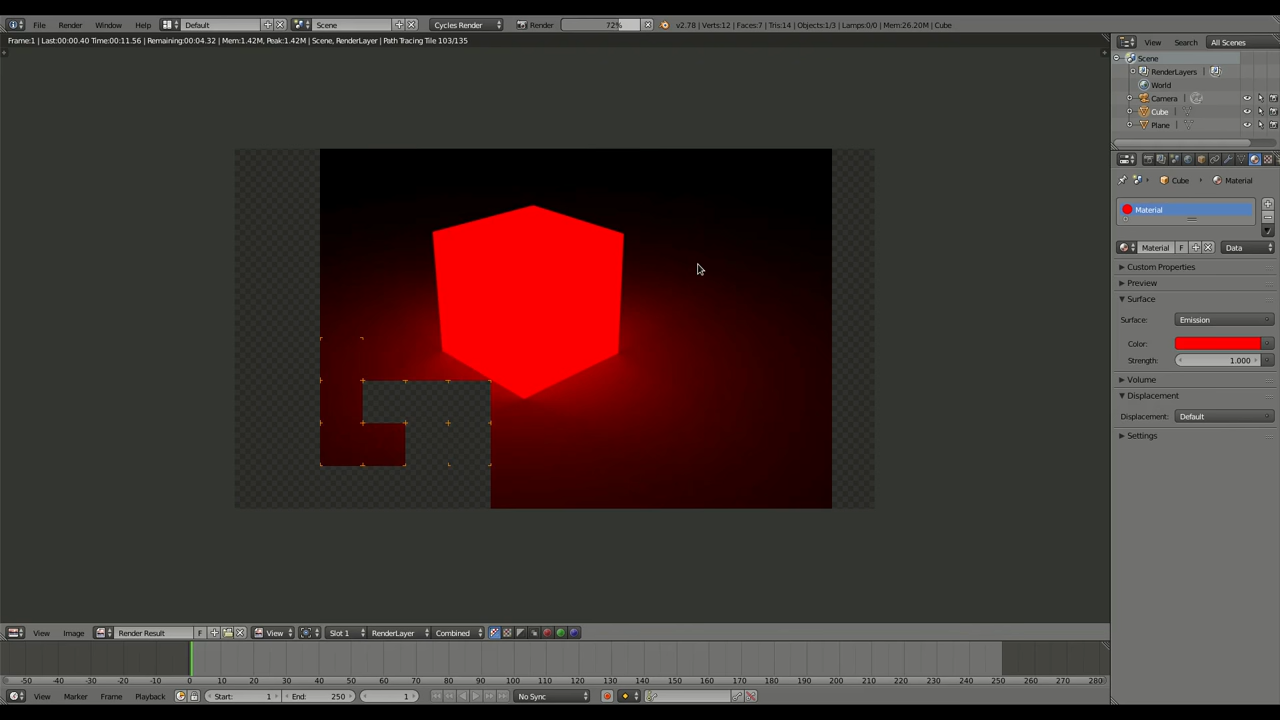 File Render Window Help Default Scene Cycles Render Render 72% v2.78 | Verts:12 | Faces:7 | Tris:14 | Objects:1/3 | Lamps:0/0 | Mem:26.20M | Cube
Frame:1 | Last:00:00.40 Time:00:11.56 | Remaining:00:04.32 | Mem:1.42M, Peak:1.42M | Scene, RenderLayer | Path Tracing Tile 103/135
View Search All Scenes
Scene
RenderLayers
World
Camera
Cube
Plane
Cube Material
Material
Material F Data
Custom Properties
Preview
Surface
Surface: Emission
Color:
Strength: 1.000
Volume
Displacement
Displacement: Default
Settings
View Image Render Result F View Slot 1 RenderLayer Combined
-50 -40 -30 -20 -10 0 10 20 30 40 50 60 70 80 90 100 110 120 130 140 150 160 170 180 190 200 210 220 230 240 250 260 270 280
View Marker Frame Playback Start: 1 End: 250 1 No Sync